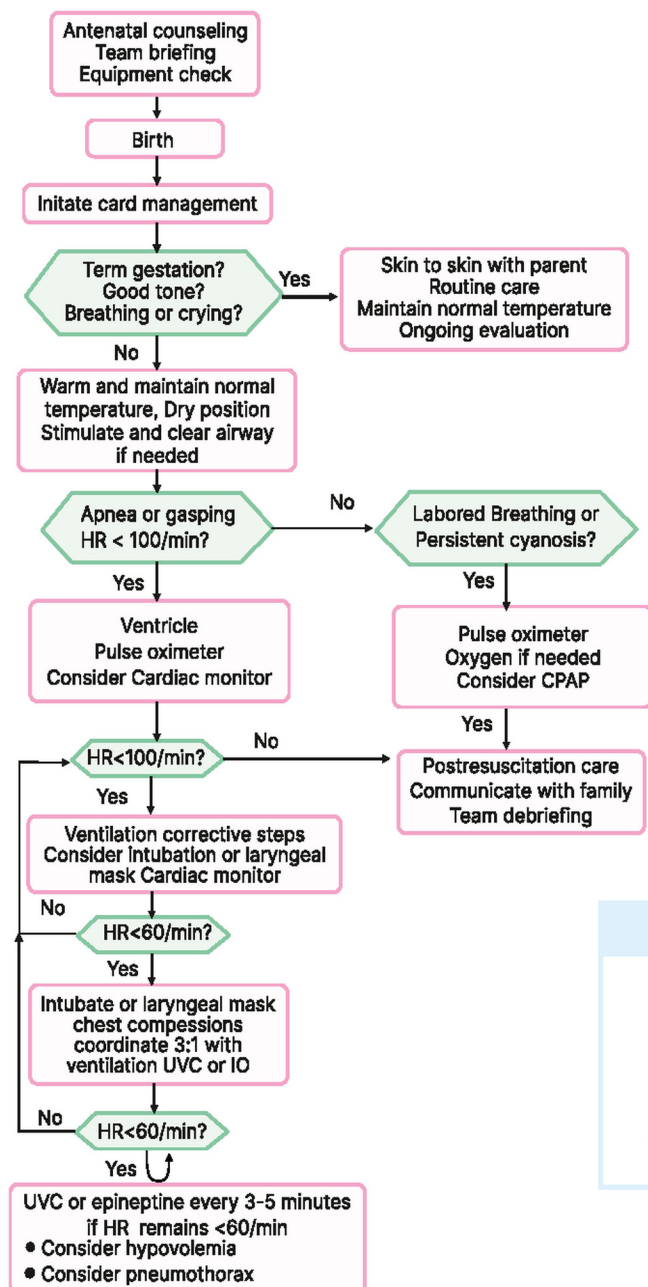 Antenatal counseling
Team briefing
Equipment check
Birth
Initate card management
Term gestation?
Good tone?
Breathing or crying?
Yes
Skin to skin with parent
Routine care
Maintain normal temperature
Ongoing evaluation
No
Warm and maintain normal
temperature, Dry position
Stimulate and clear airway
if needed
Apnea or gasping
HR < 100/min?
No
Labored Breathing or
Persistent cyanosis?
Yes
Yes
Ventricle
Pulse oximeter
Consider Cardiac monitor
Pulse oximeter
Oxygen if needed
Consider CPAP
Yes
HR<100/min?
No
Postresuscitation care
Communicate with family
Team debriefing
Yes
Ventilation corrective steps
Consider intubation or laryngeal
mask Cardiac monitor
No
HR<60/min?
Yes
Intubate or laryngeal mask
chest compessions
coordinate 3:1 with
ventilation UVC or IO
No
HR<60/min?
Yes
UVC or epineptine every 3-5 minutes
if HR remains <60/min
• Consider hypovolemia
• Consider pneumothorax